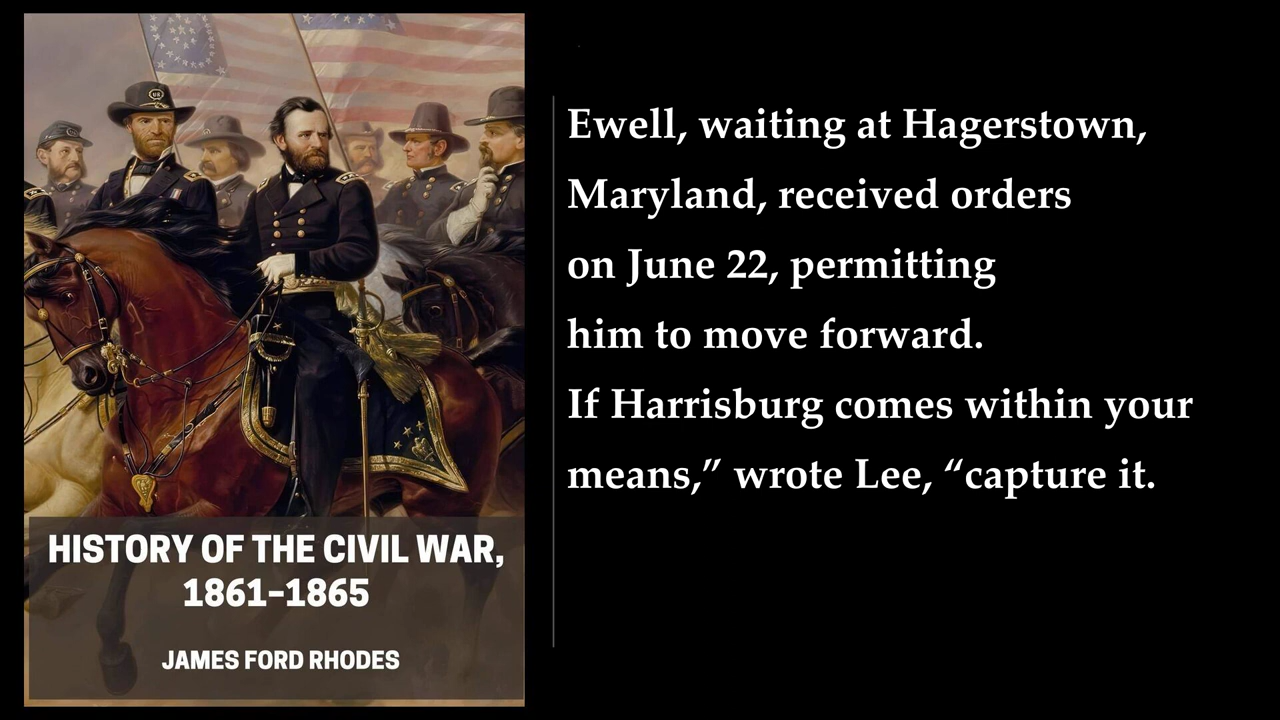 HISTORY OF THE CIVIL WAR,
1861–1865
JAMES FORD RHODES
Ewell, waiting at Hagerstown,
Maryland, received orders
on June 22, permitting
him to move forward.
If Harrisburg comes within your
means,” wrote Lee, “capture it.